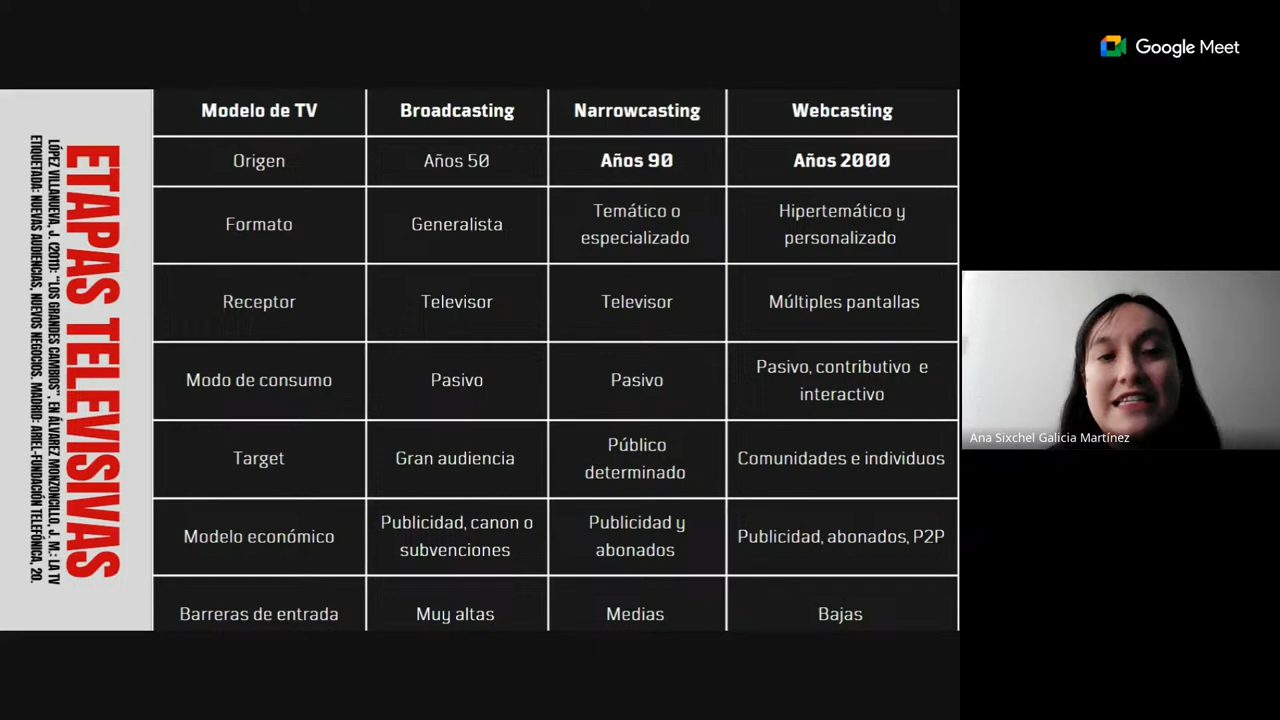 ETAPAS TELEVISIVAS
LÓPEZ VILLANUEVA, J. (2011): "LOS GRANDES CAMBIOS", EN ÁLVAREZ MONZONCILLO, J. M.: LA TV
ETIQUETADA: NUEVAS AUDIENCIAS, NUEVOS NEGOCIOS. MADRID: ARIEL-FUNDACIÓN TELEFÓNICA, 20.
Modelo de TV Broadcasting Narrowcasting Webcasting
Origen Años 50 Años 90 Años 2000
Formato Generalista Temático o especializado Hipertemático y personalizado
Receptor Televisor Televisor Múltiples pantallas
Modo de consumo Pasivo Pasivo Pasivo, contributivo e interactivo
Target Gran audiencia Público determinado Comunidades e individuos
Modelo económico Publicidad, canon o subvenciones Publicidad y abonados Publicidad, abonados, P2P
Barreras de entrada Muy altas Medias Bajas
Google Meet
Ana Sixchel Galicia Martínez